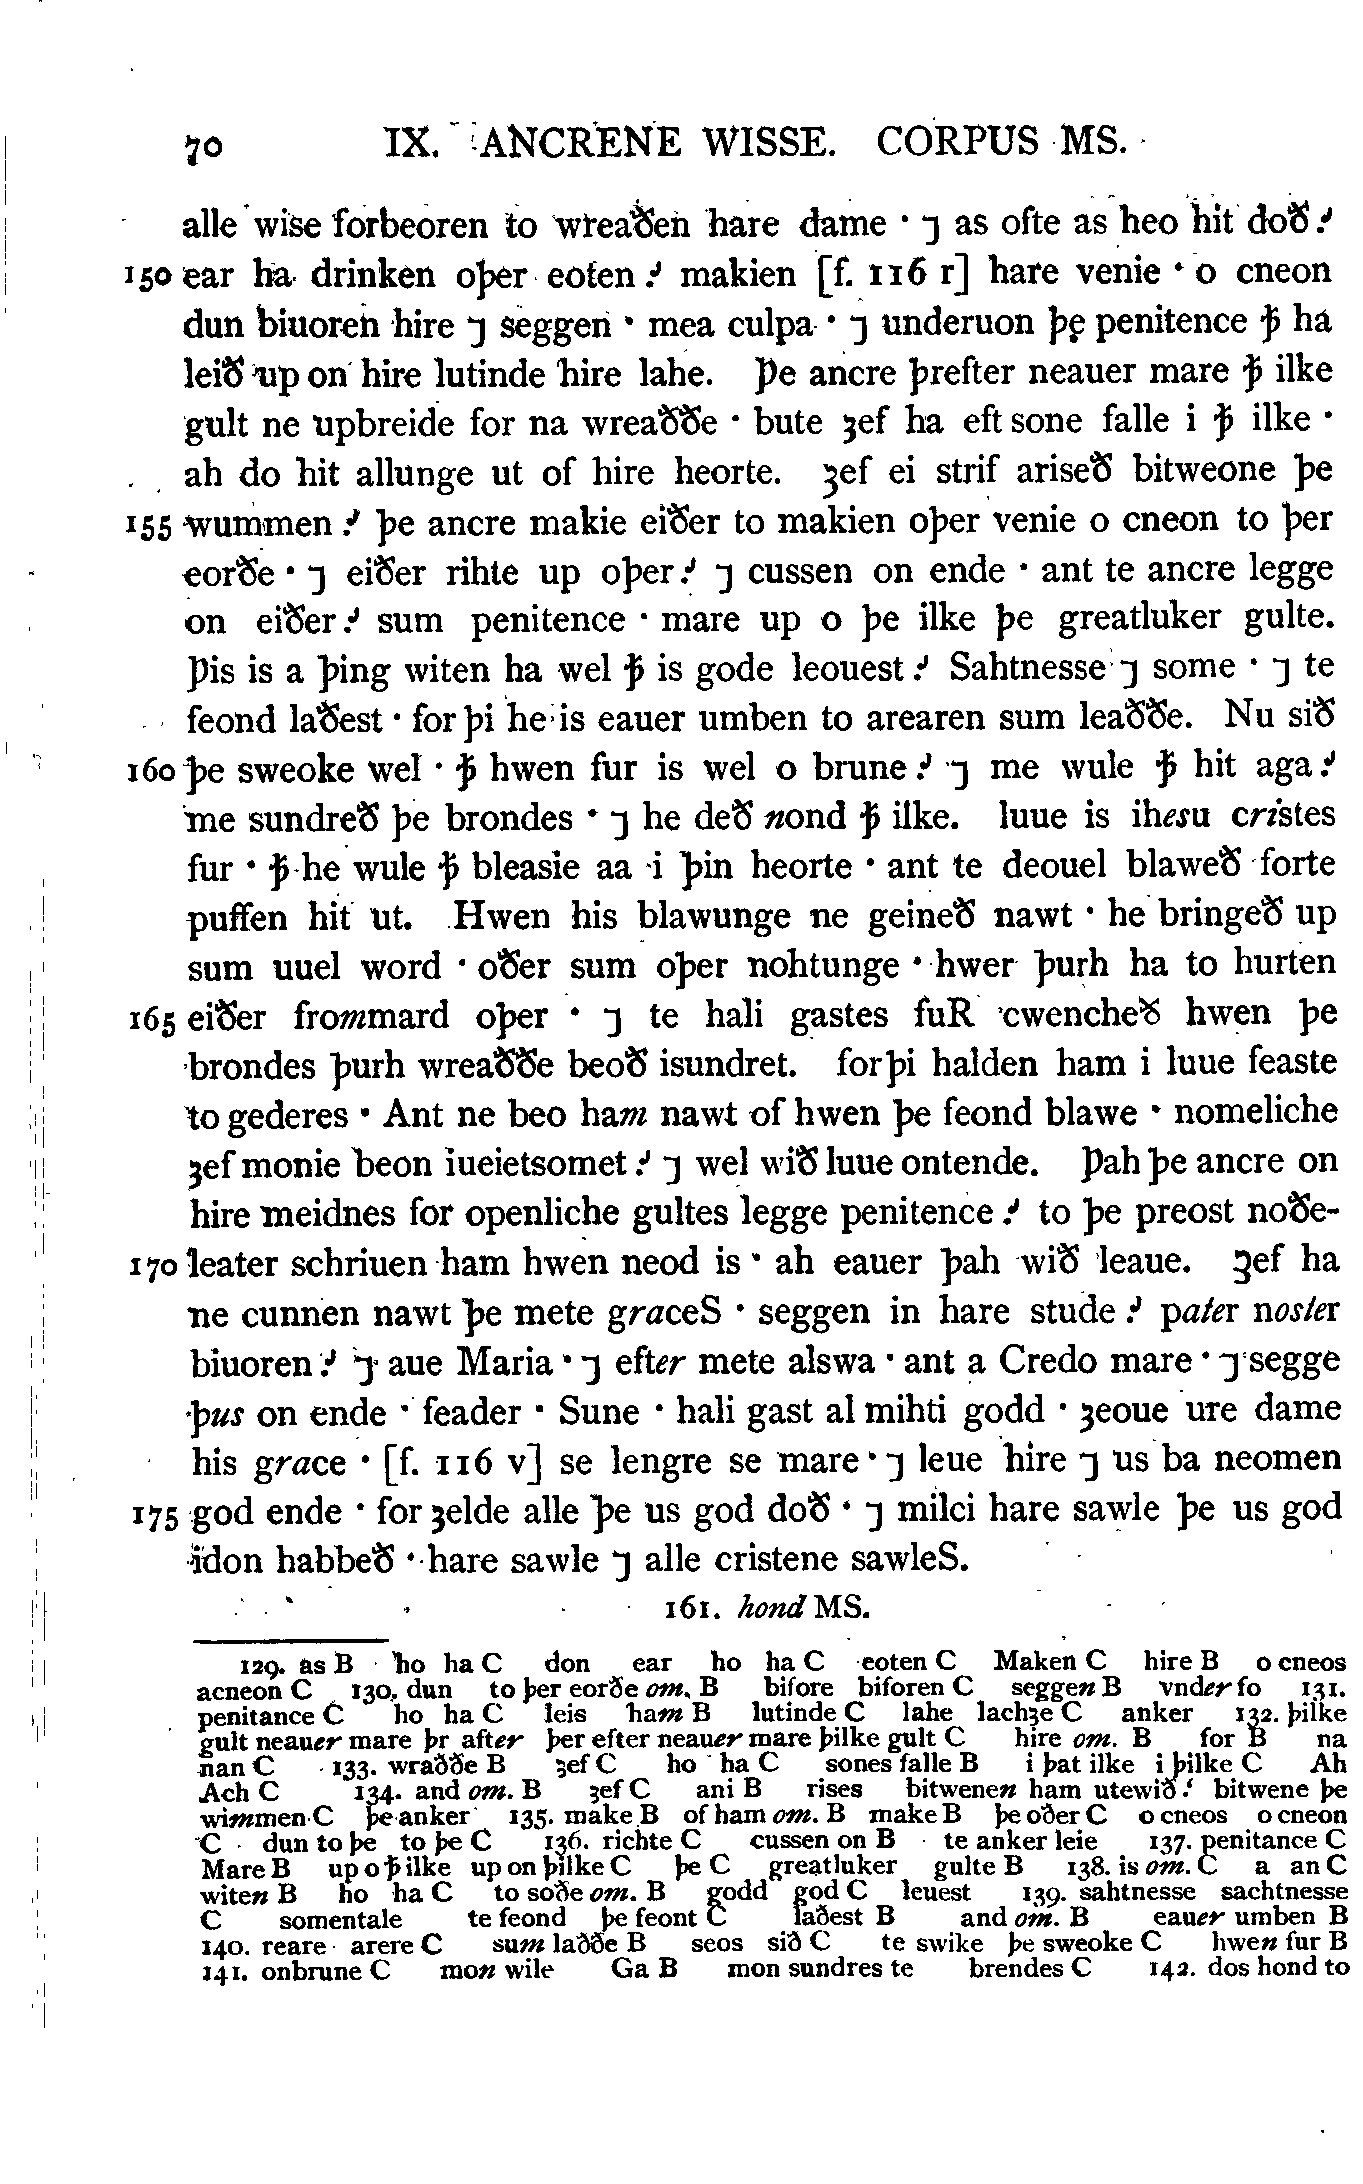 70 IX. ANCRENE WISSE. CORPUS MS.
alle wise forbeoren to wreaðen hare dame · ⁊ as ofte as heo hit doð ؛
150 ear ha drinken oþer eoten ؛ makien [f. 116 r] hare venie · o cneon
dun biuoren hire ⁊ seggen · mea culpa · ⁊ underuon þe penitence ꝥ ha
leið up on hire lutinde hire lahe. Þe ancre þrefter neauer mare ꝥ ilke
gult ne upbreide for na wreaððe · bute ȝef ha eft sone falle i ꝥ ilke ·
ah do hit allunge ut of hire heorte. ȝef ei strif ariseð bitweone þe
155 wummen ؛ þe ancre makie eiðer to makien oþer venie o cneon to þer
eorðe · ⁊ eiðer rihte up oþer ؛ ⁊ cussen on ende · ant te ancre legge
on eiðer ؛ sum penitence · mare up o þe ilke þe greatluker gulte.
Þis is a þing witen ha wel ꝥ is gode leouest ؛ Sahtnesse ⁊ some · ⁊ te
feond laðest · for þi he is eauer umben to arearen sum leaððe. Nu sið
160 þe sweoke wel · ꝥ hwen fur is wel o brune ؛ ⁊ me wule ꝥ hit aga ؛
me sundreð þe brondes · ⁊ he deð nond ꝥ ilke. luue is ihesu cristes
fur · ꝥ he wule ꝥ bleasie aa i þin heorte · ant te deouel blaweð forte
puffen hit ut. Hwen his blawunge ne geineð nawt · he bringeð up
sum uuel word · oðer sum oþer nohtunge · hwer þurh ha to hurten
165 eiðer frommard oþer · ⁊ te hali gastes fuR cwencheð hwen þe
brondes þurh wreaððe beoð isundret. forþi halden ham i luue feaste
to gederes · Ant ne beo ham nawt of hwen þe feond blawe · nomeliche
ȝef monie beon iueietsomet ؛ ⁊ wel wið luue ontende. Þah þe ancre on
hire meidnes for openliche gultes legge penitence ؛ to þe preost noðe-
170 leater schriuen ham hwen neod is · ah eauer þah wið leaue. Ȝef ha
ne cunnen nawt þe mete graceS · seggen in hare stude ؛ pater noster
biuoren ؛ ⁊ aue Maria · ⁊ efter mete alswa · ant a Credo mare · ⁊ segge
þus on ende · feader · Sune · hali gast al mihti godd · ȝeoue ure dame
his grace · [f. 116 v] se lengre se mare · ⁊ leue hire ⁊ us ba neomen
175 god ende · for ȝelde alle þe us god doð · ⁊ milci hare sawle þe us god
idon habbeð · hare sawle ⁊ alle cristene sawleS.
161. hond MS.
129. as B ho ha C don ear ho ha C eoten C Maken C hire B o cneos
acneon C 130. dun to þer eorðe om. B bifore biforen C seggen B vnderfo 131.
penitance C ho ha C leis ham B lutinde C lahe lachȝe C anker 132. þilke
gult neauer mare þr after þer efter neauer mare þilke gult C hire om. B for B na
nan C 133. wraððe B ȝef C ho ha C sones falle B i þat ilke i þilke C Ah
Ach C 134. and om. B ȝef C ani B rises bitwenen ham utewið ؛ bitwene þe
wimmen C þe anker 135. make B of ham om. B make B þe oðer C o cneos o cneon
C dun to þe to þe C 136. richte C cussen on B te anker leie 137. penitance C
Mare B up o ꝥ ilke up on þilke C þe C greatluker gulte B 138. is om. C a an C
witen B ho ha C to soðe om. B godd god C leuest 139. sahtnesse sachtnesse
C somentale te feond þe feont C laðest B and om. B eauer umben B
140. reare arere C sum laððe B seos sið C te swike þe sweoke C hwen fur B
141. onbrune C mon wile Ga B mon sundres te brendes C 142. dos hond to